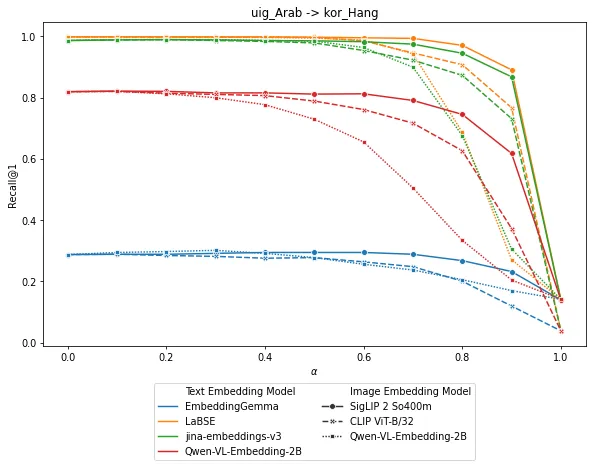 uig_Arab -> kor_Hang
Recall@1
1.0
0.8
0.6
0.4
0.2
0.0
0.0 0.2 0.4 0.6 0.8 1.0
α
Text Embedding Model
EmbeddingGemma
LaBSE
jina-embeddings-v3
Qwen-VL-Embedding-2B
Image Embedding Model
SigLIP 2 So400m
CLIP ViT-B/32
Qwen-VL-Embedding-2B